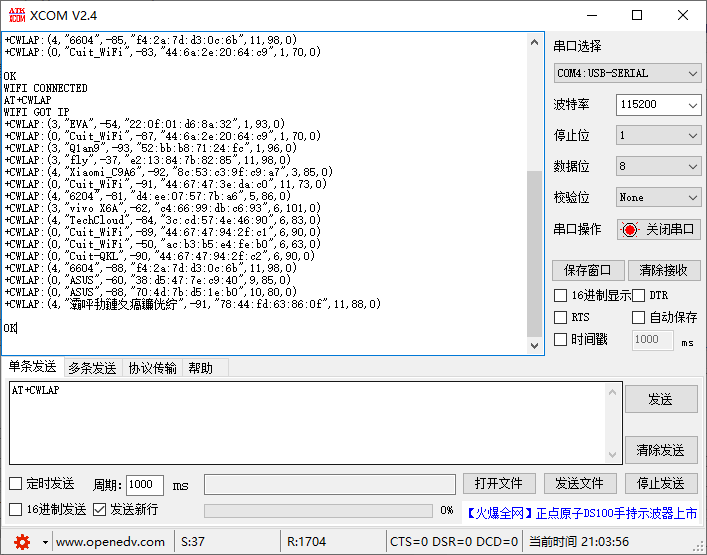 ATK
XCOM
XCOM V2.4
+CWLAP:(4,"6604",-85,"f4:2a:7d:d3:0c:6b",11,98,0)
+CWLAP:(0,"Cuit_WiFi",-83,"44:6a:2e:20:64:c9",1,70,0)
OK
WIFI CONNECTED
AT+CWLAP
WIFI GOT IP
+CWLAP:(3,"EVA",-54,"22:0f:01:d6:8a:32",1,93,0)
+CWLAP:(0,"Cuit_WiFi",-87,"44:6a:2e:20:64:c9",1,70,0)
+CWLAP:(3,"Q1an9",-93,"52:bb:b8:71:24:fc",1,96,0)
+CWLAP:(3,"fly",-37,"e2:13:84:7b:82:85",11,98,0)
+CWLAP:(4,"Xiaomi_C9A6",-92,"8c:53:c3:9f:c9:a7",3,85,0)
+CWLAP:(0,"Cuit_WiFi",-91,"44:67:47:3e:da:c0",11,73,0)
+CWLAP:(4,"6204",-81,"d4:ee:07:57:7b:a6",5,86,0)
+CWLAP:(3,"vivo X6A",-62,"c4:66:99:db:c6:93",6,101,0)
+CWLAP:(4,"TechCloud",-84,"3c:cd:57:4e:46:90",6,83,0)
+CWLAP:(0,"Cuit_WiFi",-89,"44:67:47:94:2f:c1",6,90,0)
+CWLAP:(0,"Cuit_WiFi",-50,"ac:b3:b5:e4:fe:b0",6,63,0)
+CWLAP:(0,"Cuit-QKL",-90,"44:67:47:94:2f:c2",6,90,0)
+CWLAP:(4,"6604",-88,"f4:2a:7d:d3:0c:6b",11,98,0)
+CWLAP:(0,"ASUS",-60,"38:d5:47:7e:c9:40",9,85,0)
+CWLAP:(0,"ASUS",-88,"70:4d:7b:d5:1e:b0",10,80,0)
+CWLAP:(4,"",-91,"78:44:fd:63:86:0f",11,88,0)
OK
串口选择
COM4:USB-SERIAL
波特率
115200
停止位
1
数据位
8
校验位
None
串口操作
关闭串口
保存窗口
清除接收
16进制显示
DTR
RTS
自动保存
时间戳
1000
ms
单条发送
多条发送
协议传输
帮助
AT+CWLAP
发送
清除发送
定时发送
周期:
1000
ms
打开文件
发送文件
停止发送
16进制发送
发送新行
0%
【火爆全网】正点原子DS100手持示波器上市
www.openedv.com
S:37
R:1704
CTS=0 DSR=0 DCD=0
当前时间 21:03:56